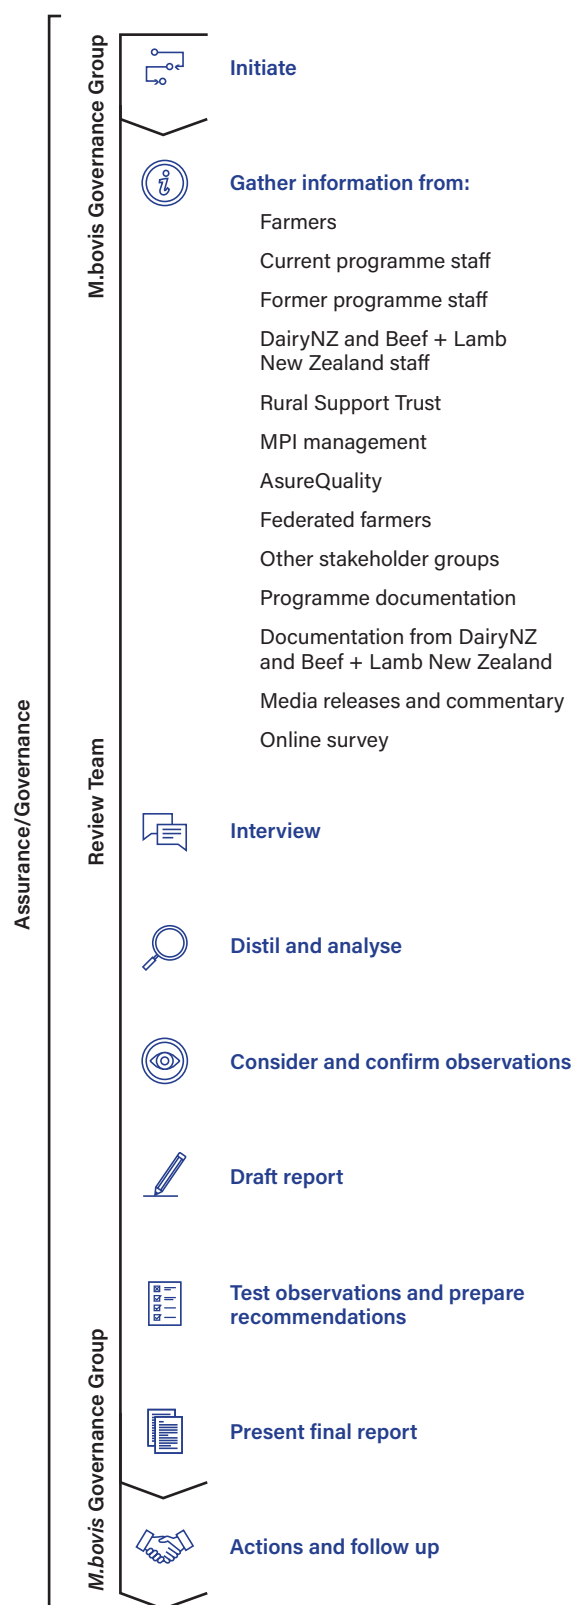 Assurance/Governance
M.bovis Governance Group
Initiate
Gather information from:
Farmers
Current programme staff
Former programme staff
DairyNZ and Beef + Lamb
New Zealand staff
Rural Support Trust
MPI management
AsureQuality
Federated farmers
Other stakeholder groups
Programme documentation
Documentation from DairyNZ
and Beef + Lamb New Zealand
Media releases and commentary
Online survey
Review Team
Interview
Distil and analyse
Consider and confirm observations
Draft report
Test observations and prepare
recommendations
Present final report
M.bovis Governance Group
Actions and follow up